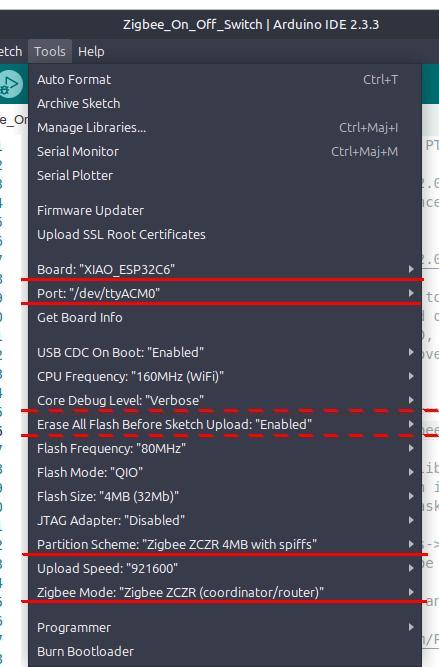 Zigbee_On_Off_Switch | Arduino IDE 2.3.3
etch Tools Help
Auto Format Ctrl+T
Archive Sketch
Manage Libraries... Ctrl+Maj+I
Serial Monitor Ctrl+Maj+M
Serial Plotter
Firmware Updater
Upload SSL Root Certificates
Board: "XIAO_ESP32C6"
Port: "/dev/ttyACM0"
Get Board Info
USB CDC On Boot: "Enabled"
CPU Frequency: "160MHz (WiFi)"
Core Debug Level: "Verbose"
Erase All Flash Before Sketch Upload: "Enabled"
Flash Frequency: "80MHz"
Flash Mode: "QIO"
Flash Size: "4MB (32Mb)"
JTAG Adapter: "Disabled"
Partition Scheme: "Zigbee ZCZR 4MB with spiffs"
Upload Speed: "921600"
Zigbee Mode: "Zigbee ZCZR (coordinator/router)"
Programmer
Burn Bootloader